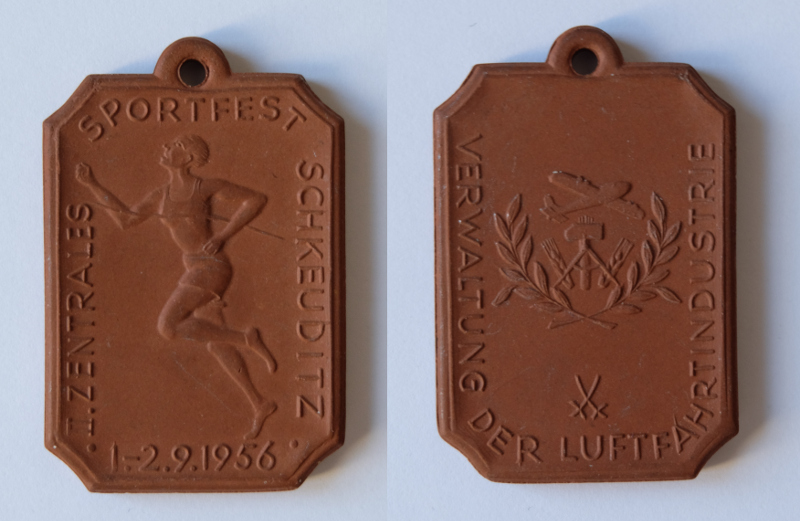 II. ZENTRALES
SPORTFEST
SCHKEUDITZ
· 1.-2.9.1956 ·
VERWALTUNG DER LUFTFAHRTINDUSTRIE